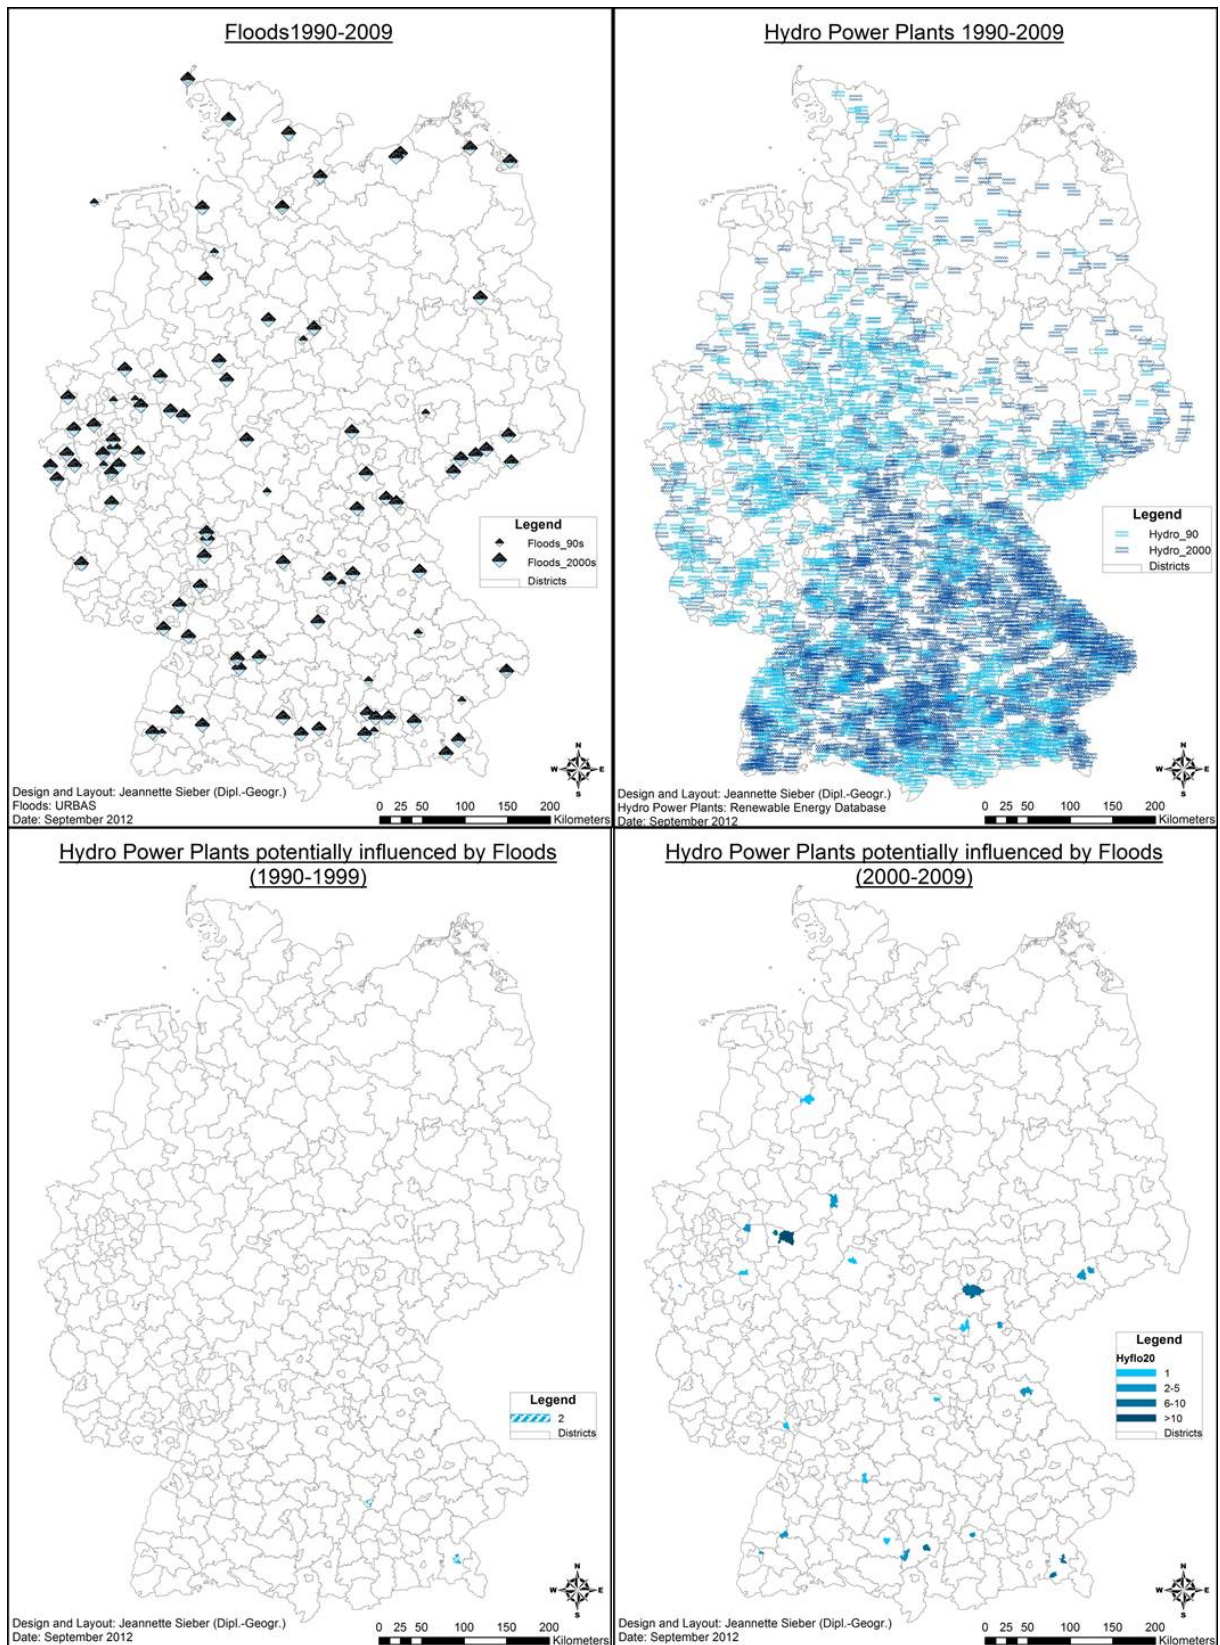 Floods1990-2009
Legend
Floods_90s
Floods_2000s
Districts
N
W E
S
Design and Layout: Jeannette Sieber (Dipl.-Geogr.)
Floods: URBAS
Date: September 2012
0 25 50 100 150 200
Kilometers
Hydro Power Plants 1990-2009
Legend
Hydro_90
Hydro_2000
Districts
N
W E
S
Design and Layout: Jeannette Sieber (Dipl.-Geogr.)
Hydro Power Plants: Renewable Energy Database
Date: September 2012
0 25 50 100 150 200
Kilometers
Hydro Power Plants potentially influenced by Floods
(1990-1999)
Legend
2
Districts
N
W E
S
Design and Layout: Jeannette Sieber (Dipl.-Geogr.)
Date: September 2012
0 25 50 100 150 200
Kilometers
Hydro Power Plants potentially influenced by Floods
(2000-2009)
Legend
Hyflo20
1
2-5
6-10
>10
Districts
N
W E
S
Design and Layout: Jeannette Sieber (Dipl.-Geogr.)
Date: September 2012
0 25 50 100 150 200
Kilometers